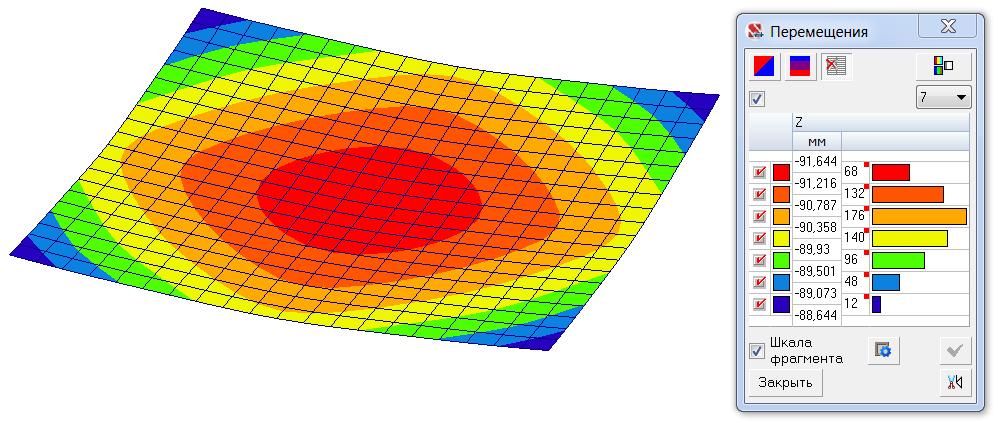 Перемещения
7
Z
мм
-91,644
68
-91,216
132
-90,787
176
-90,358
140
-89,93
96
-89,501
48
-89,073
12
-88,644
Шкала
фрагмента
Закрыть